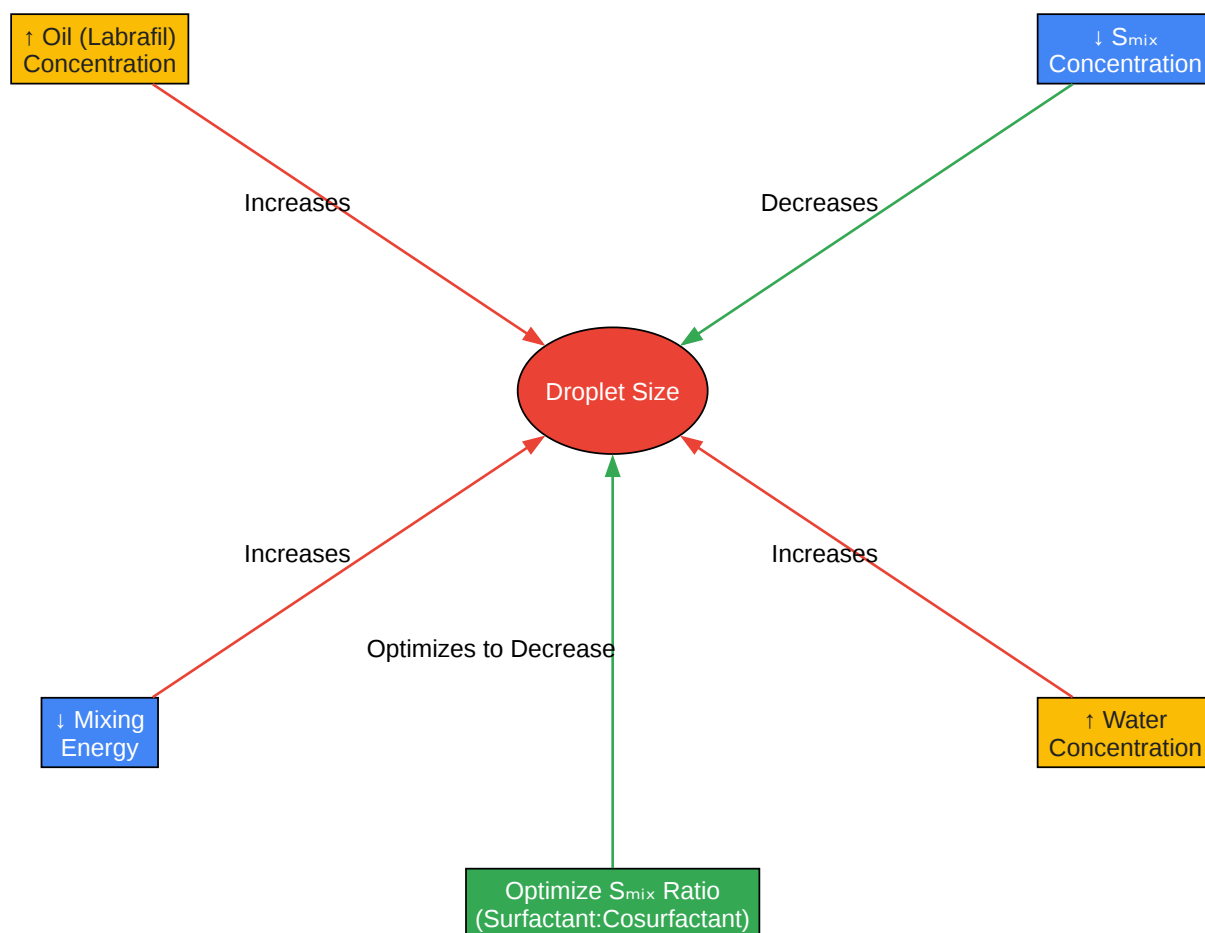 ↑ Oil (Labrafil)
Concentration
↓ Sₘᵢₓ
Concentration
Increases
Decreases
Droplet Size
Increases
Increases
Optimizes to Decrease
↓ Mixing
Energy
↑ Water
Concentration
Optimize Sₘᵢₓ Ratio
(Surfactant:Cosurfactant)